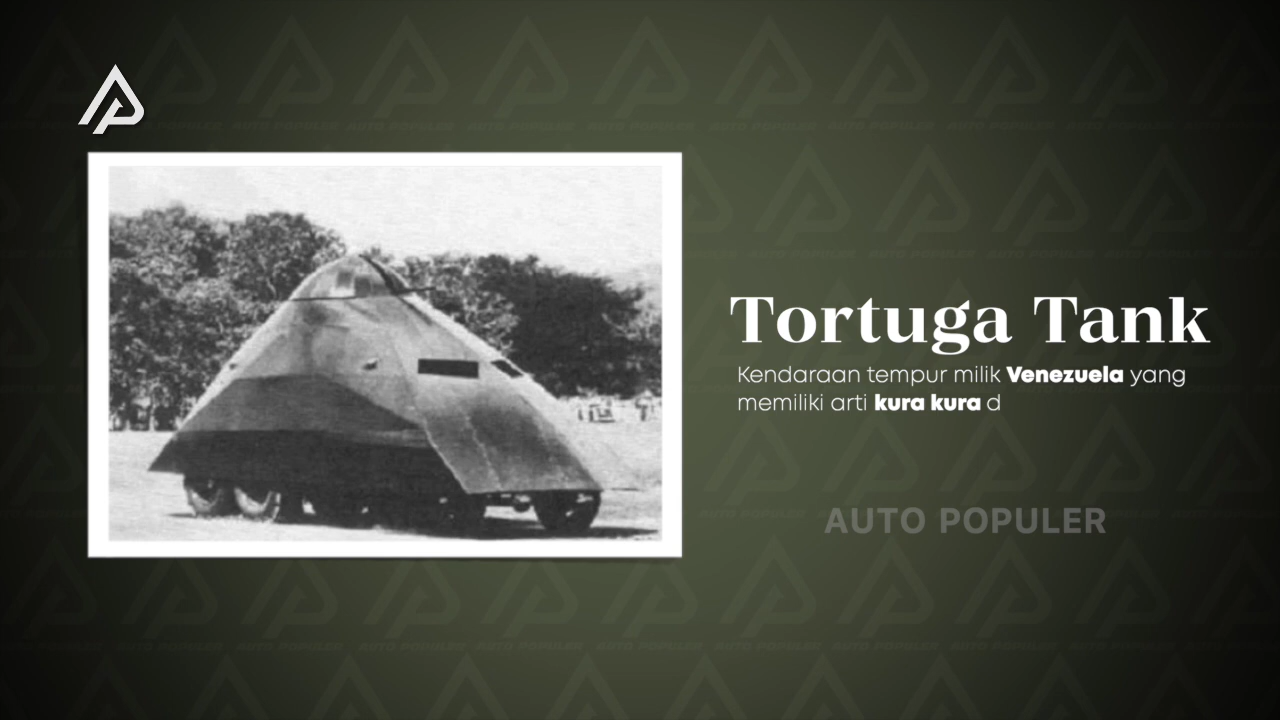 Tortuga Tank
Kendaraan tempur milik Venezuela yang
memiliki arti kura kura d
AUTO POPULER